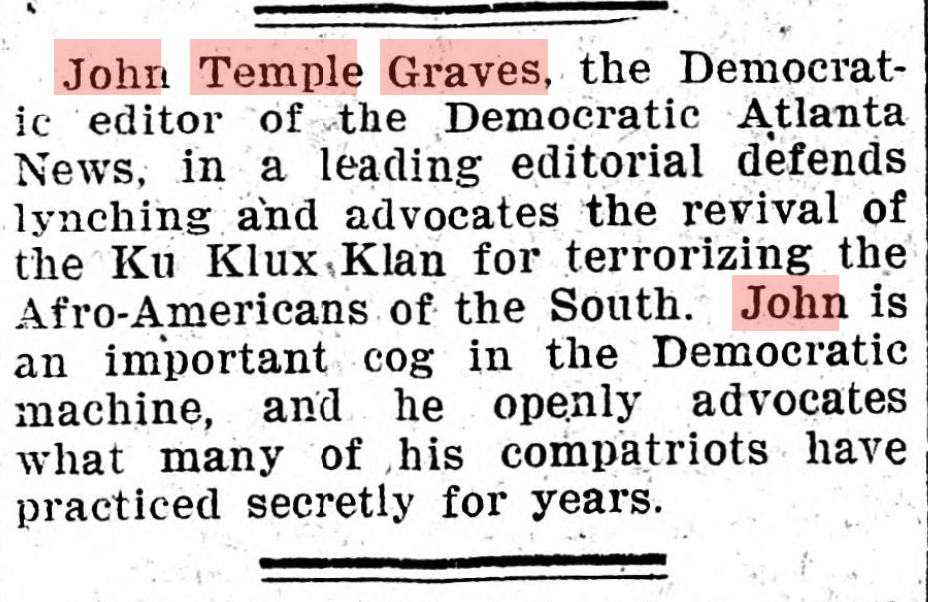 John Temple Graves, the Democrat-
ic editor of the Democratic Atlanta
News, in a leading editorial defends
lynching and advocates the revival of
the Ku Klux Klan for terrorizing the
Afro-Americans of the South. John is
an important cog in the Democratic
machine, and he openly advocates
what many of his compatriots have
practiced secretly for years.